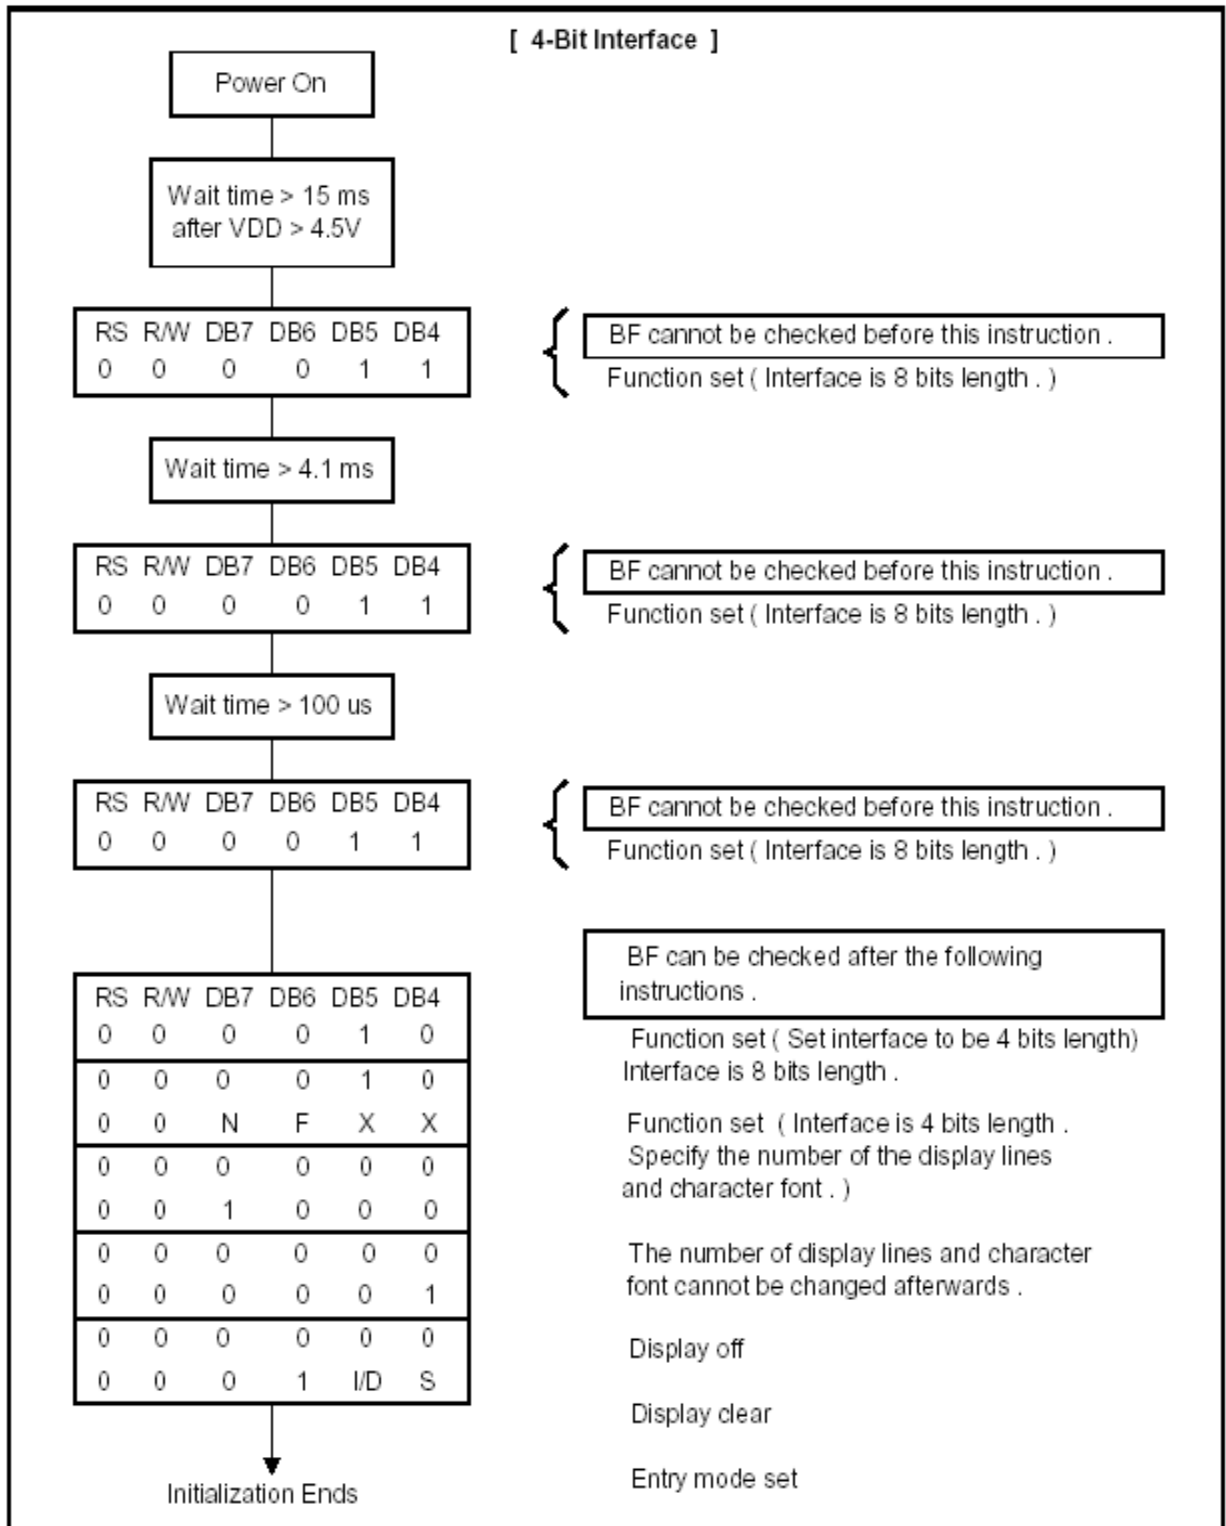 [ 4-Bit Interface ]
Power On
Wait time > 15 ms
after VDD > 4.5V
RS R/W DB7 DB6 DB5 DB4
0 0 0 0 1 1
BF cannot be checked before this instruction .
Function set ( Interface is 8 bits length . )
Wait time > 4.1 ms
RS R/W DB7 DB6 DB5 DB4
0 0 0 0 1 1
BF cannot be checked before this instruction .
Function set ( Interface is 8 bits length . )
Wait time > 100 us
RS R/W DB7 DB6 DB5 DB4
0 0 0 0 1 1
BF cannot be checked before this instruction .
Function set ( Interface is 8 bits length . )
RS R/W DB7 DB6 DB5 DB4
0 0 0 0 1 0
0 0 0 0 1 0
0 0 N F X X
0 0 0 0 0 0
0 0 1 0 0 0
0 0 0 0 0 0
0 0 0 0 0 1
0 0 0 0 0 0
0 0 0 1 I/D S
BF can be checked after the following
instructions .
Function set ( Set interface to be 4 bits length)
Interface is 8 bits length .
Function set ( Interface is 4 bits length .
Specify the number of the display lines
and character font . )
The number of display lines and character
font cannot be changed afterwards .
Display off
Display clear
Entry mode set
Initialization Ends